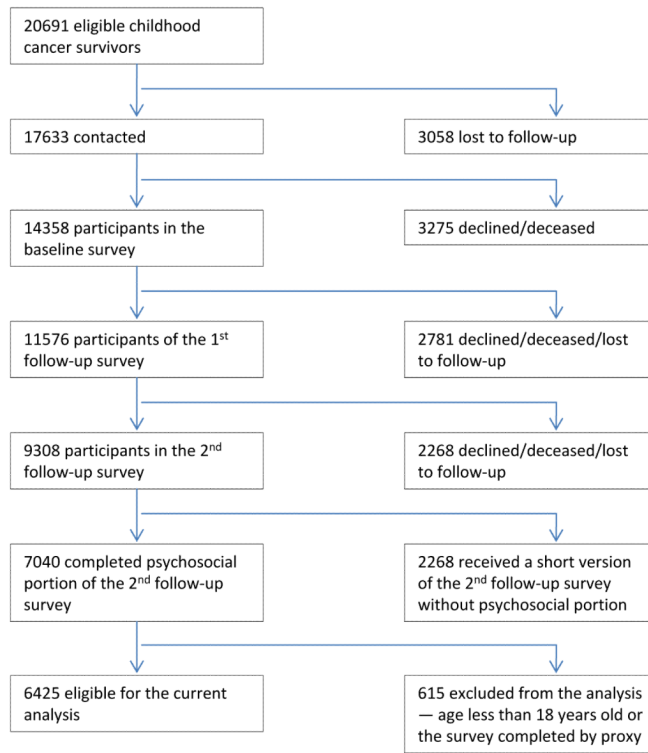 20691 eligible childhood
cancer survivors
17633 contacted
3058 lost to follow-up
14358 participants in the
baseline survey
3275 declined/deceased
11576 participants of the 1st
follow-up survey
2781 declined/deceased/lost
to follow-up
9308 participants in the 2nd
follow-up survey
2268 declined/deceased/lost
to follow-up
7040 completed psychosocial
portion of the 2nd follow-up
survey
2268 received a short version
of the 2nd follow-up survey
without psychosocial portion
6425 eligible for the current
analysis
615 excluded from the analysis
— age less than 18 years old or
the survey completed by proxy